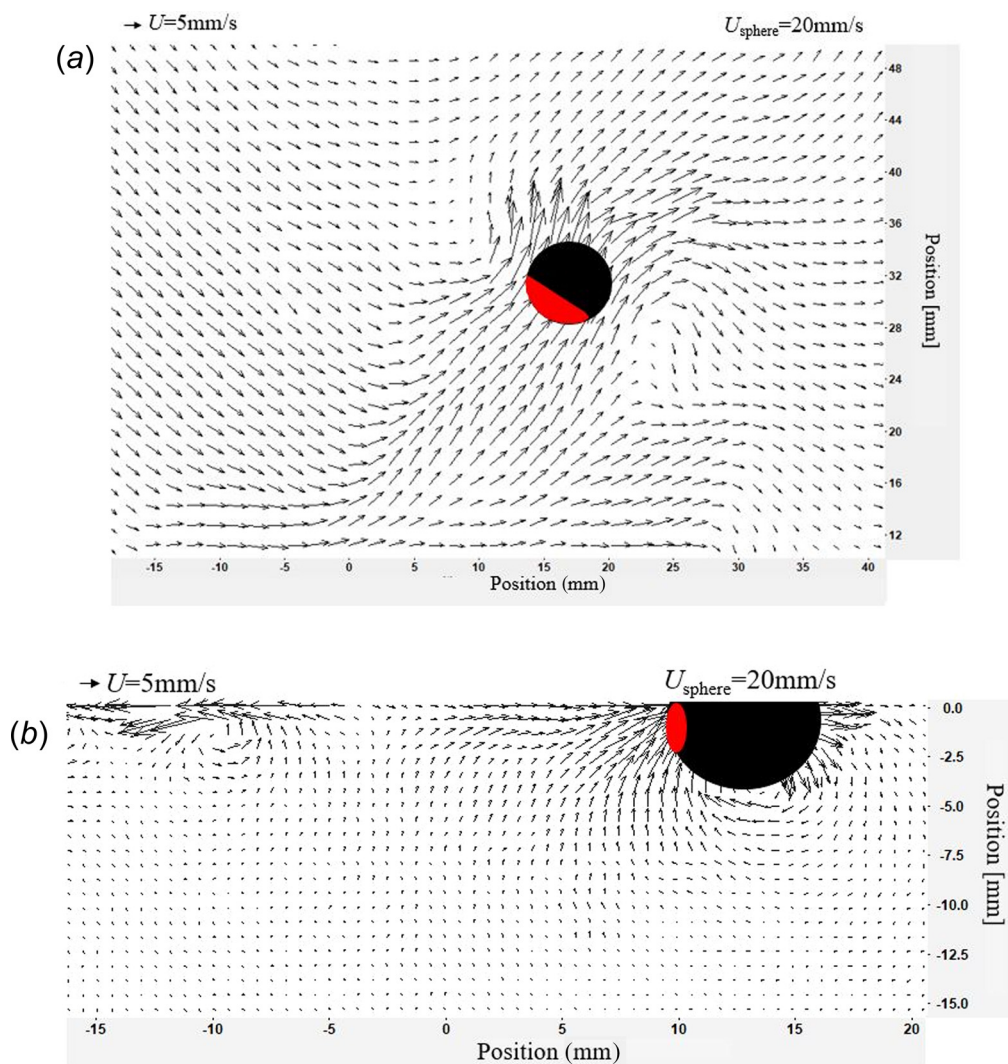 U=5mm/s
U_sphere=20mm/s
(a)
48
44
40
36
32
28
24
20
16
12
Position [mm]
-15 -10 -5 0 5 10 15 20 25 30 35 40
Position (mm)
U=5mm/s
U_sphere=20mm/s
(b)
0.0
-2.5
-5.0
-7.5
-10.0
-12.5
-15.0
Position [mm]
-15 -10 -5 0 5 10 15 20
Position (mm)